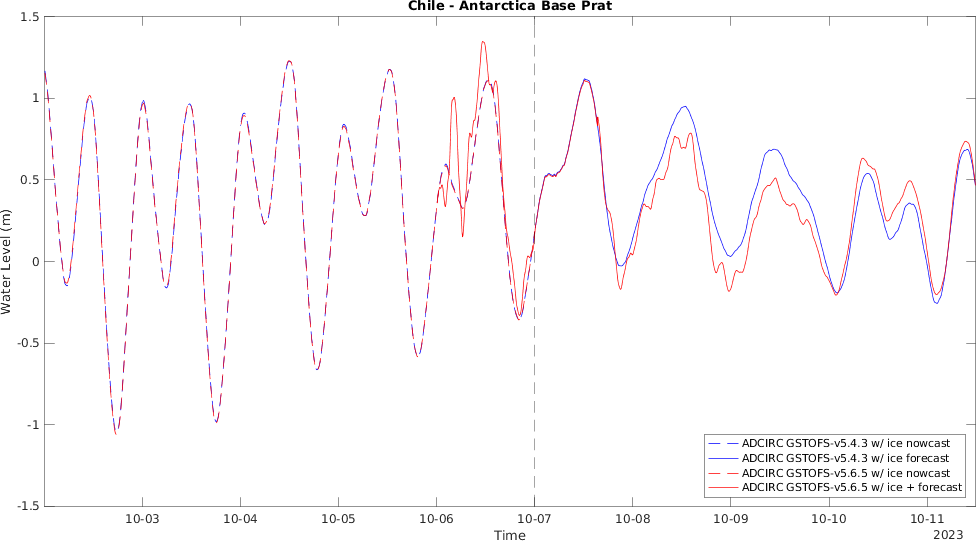 Chile - Antarctica Base Prat
Water Level (m)
1.5
1
0.5
0
-0.5
-1
-1.5
10-03 10-04 10-05 10-06 10-07 10-08 10-09 10-10 10-11
Time
2023
ADCIRC GSTOFS-v5.4.3 w/ ice nowcast
ADCIRC GSTOFS-v5.4.3 w/ ice forecast
ADCIRC GSTOFS-v5.6.5 w/ ice nowcast
ADCIRC GSTOFS-v5.6.5 w/ ice + forecast